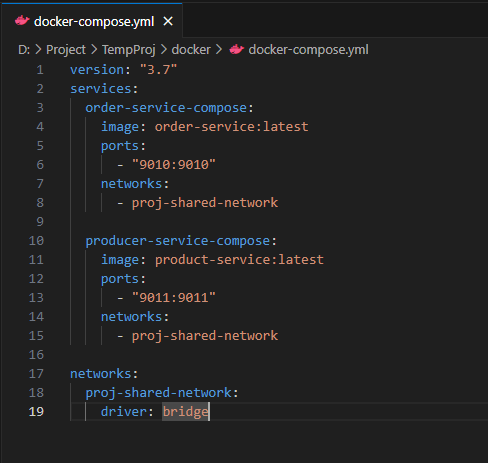 docker-compose.yml ×
D: > Project > TempProj > docker > docker-compose.yml
1 version: "3.7"
2 services:
3   order-service-compose:
4     image: order-service:latest
5     ports:
6       - "9010:9010"
7     networks:
8       - proj-shared-network
9
10   producer-service-compose:
11     image: product-service:latest
12     ports:
13       - "9011:9011"
14     networks:
15       - proj-shared-network
16
17 networks:
18   proj-shared-network:
19     driver: bridge